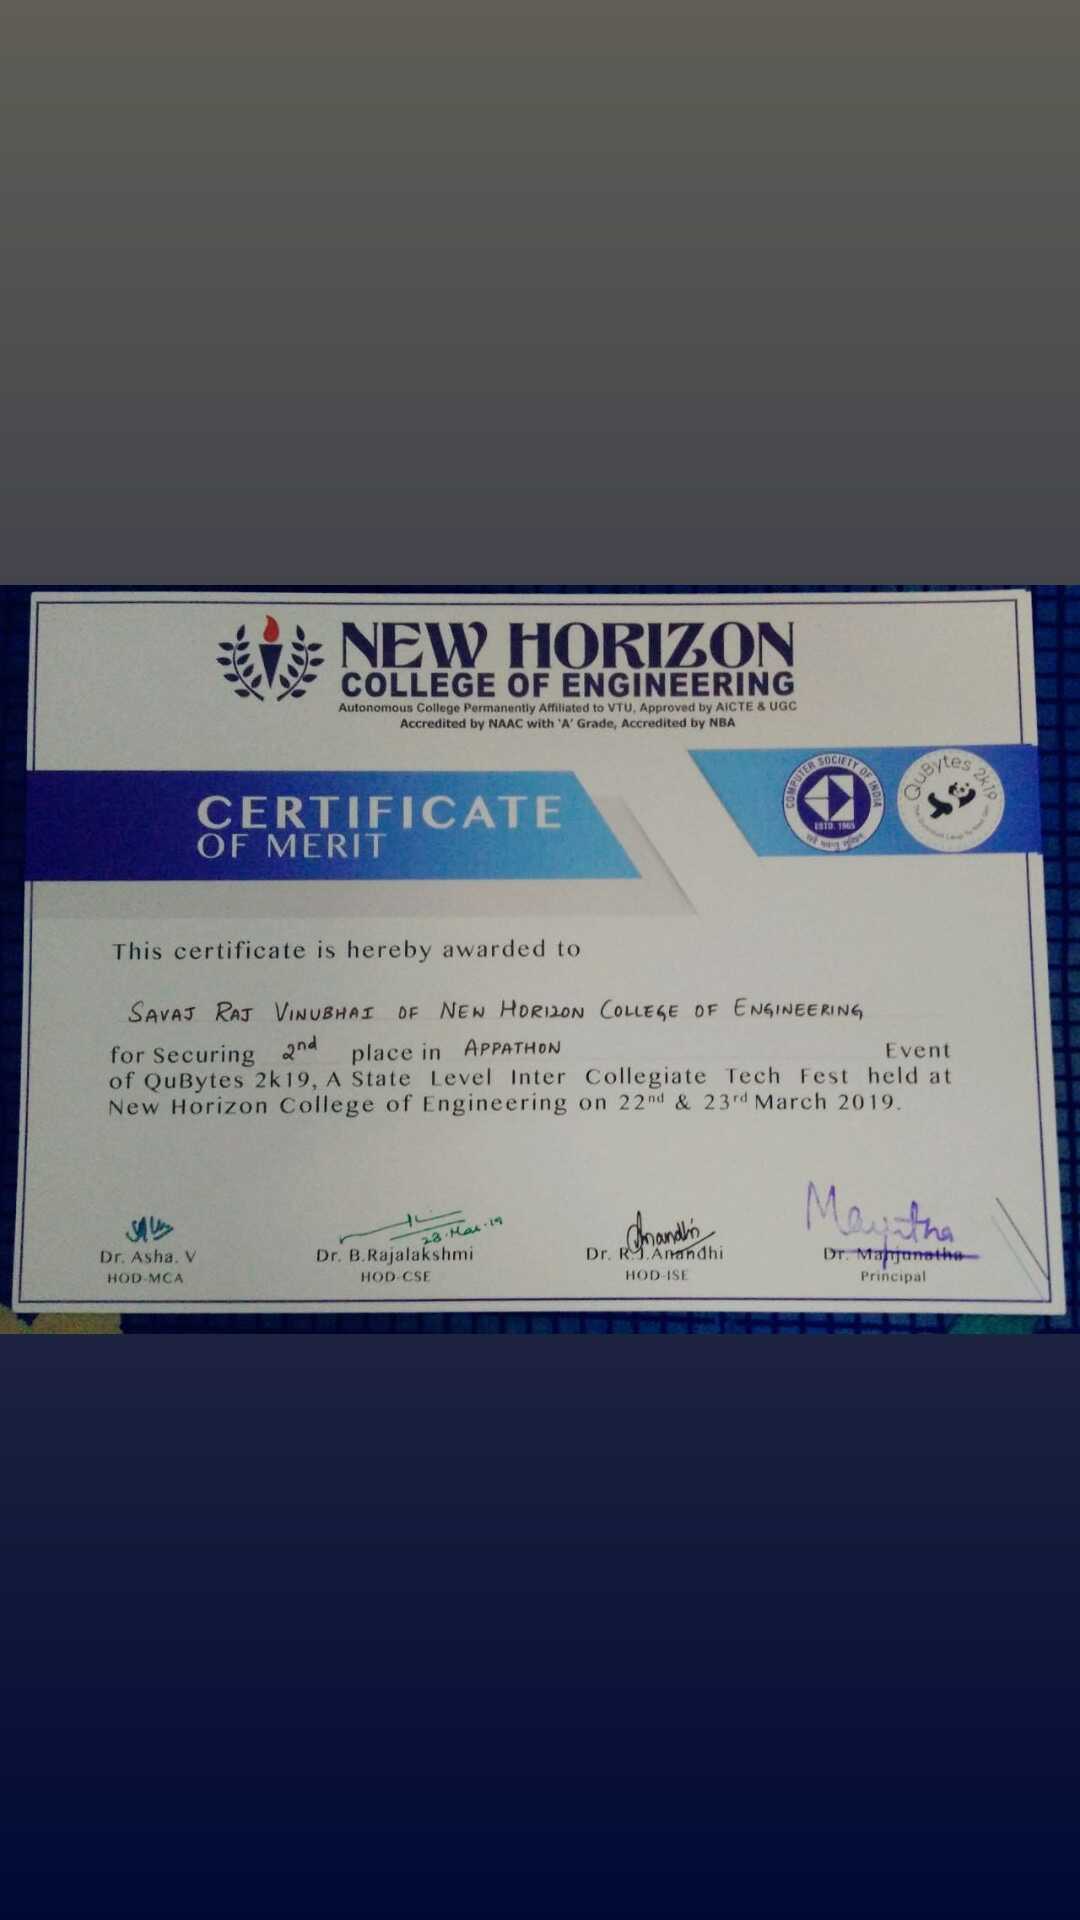 NEW HORIZON
COLLEGE OF ENGINEERING
Autonomous College Permanently Affiliated to VTU, Approved by AICTE & UGC
Accredited by NAAC with 'A' Grade, Accredited by NBA
CERTIFICATE
OF MERIT
COMPUTER SOCIETY OF INDIA
ESTD. 1965
QuBytes 2k19
This certificate is hereby awarded to
SAVAJ RAJ VINUBHAI OF NEW HORIZON COLLEGE OF ENGINEERING
for Securing 2nd place in APPATHON Event
of QuBytes 2k19, A State Level Inter Collegiate Tech Fest held at
New Horizon College of Engineering on 22nd & 23rd March 2019.
28.Mar.19
Anandhi
Dr. Asha. V
HOD-MCA
Dr. B.Rajalakshmi
HOD-CSE
Dr. R.J.Anandhi
HOD-ISE
Dr. Manjunatha
Principal